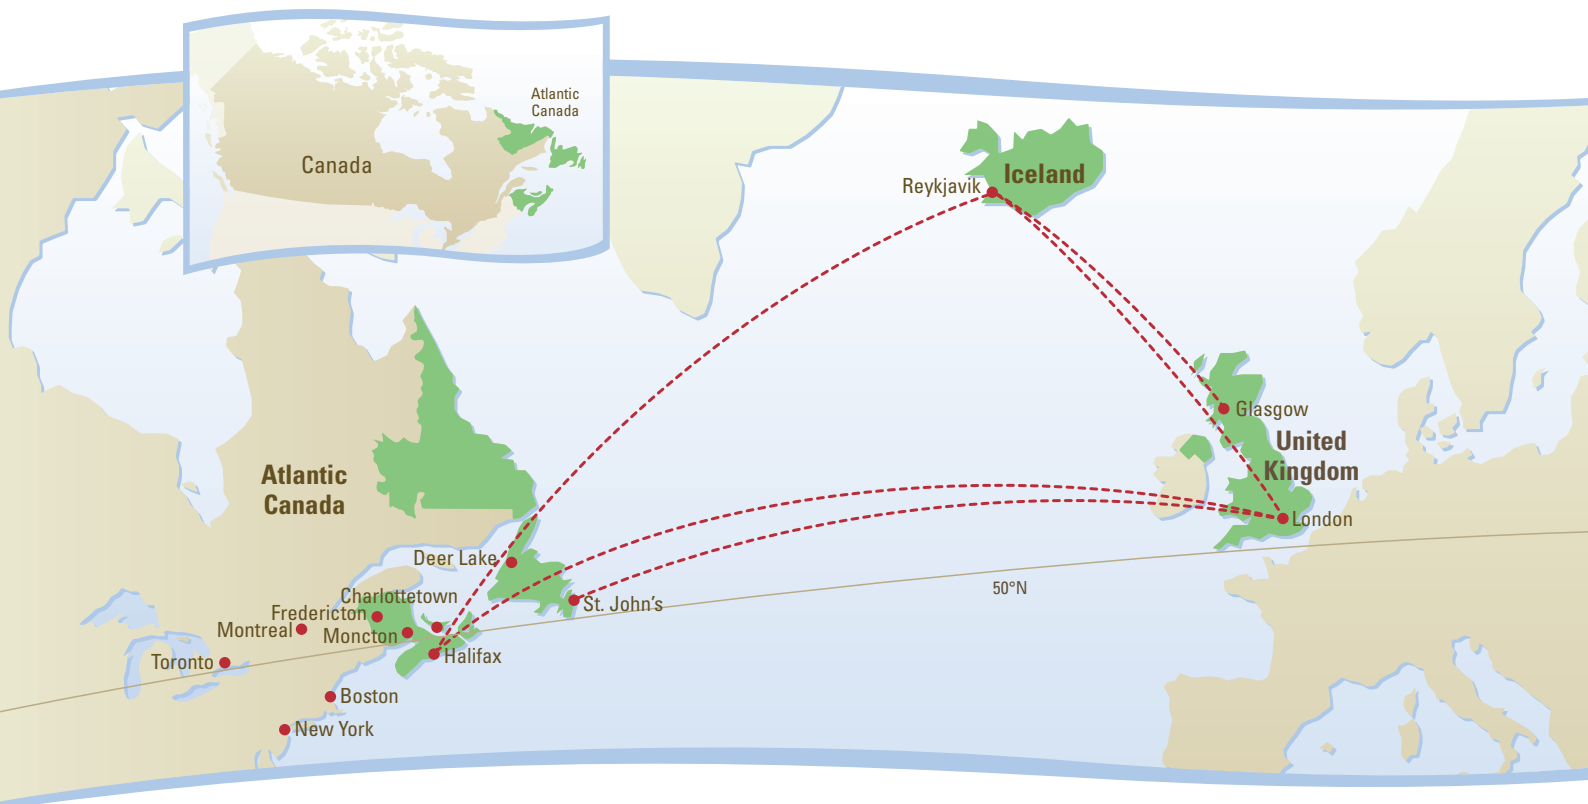 Atlantic
Canada
Canada
Iceland
Reykjavik
Glasgow
United
Kingdom
London
Atlantic
Canada
Deer Lake
Charlottetown
Fredericton
St. John's
50°N
Montreal
Moncton
Halifax
Toronto
Boston
New York